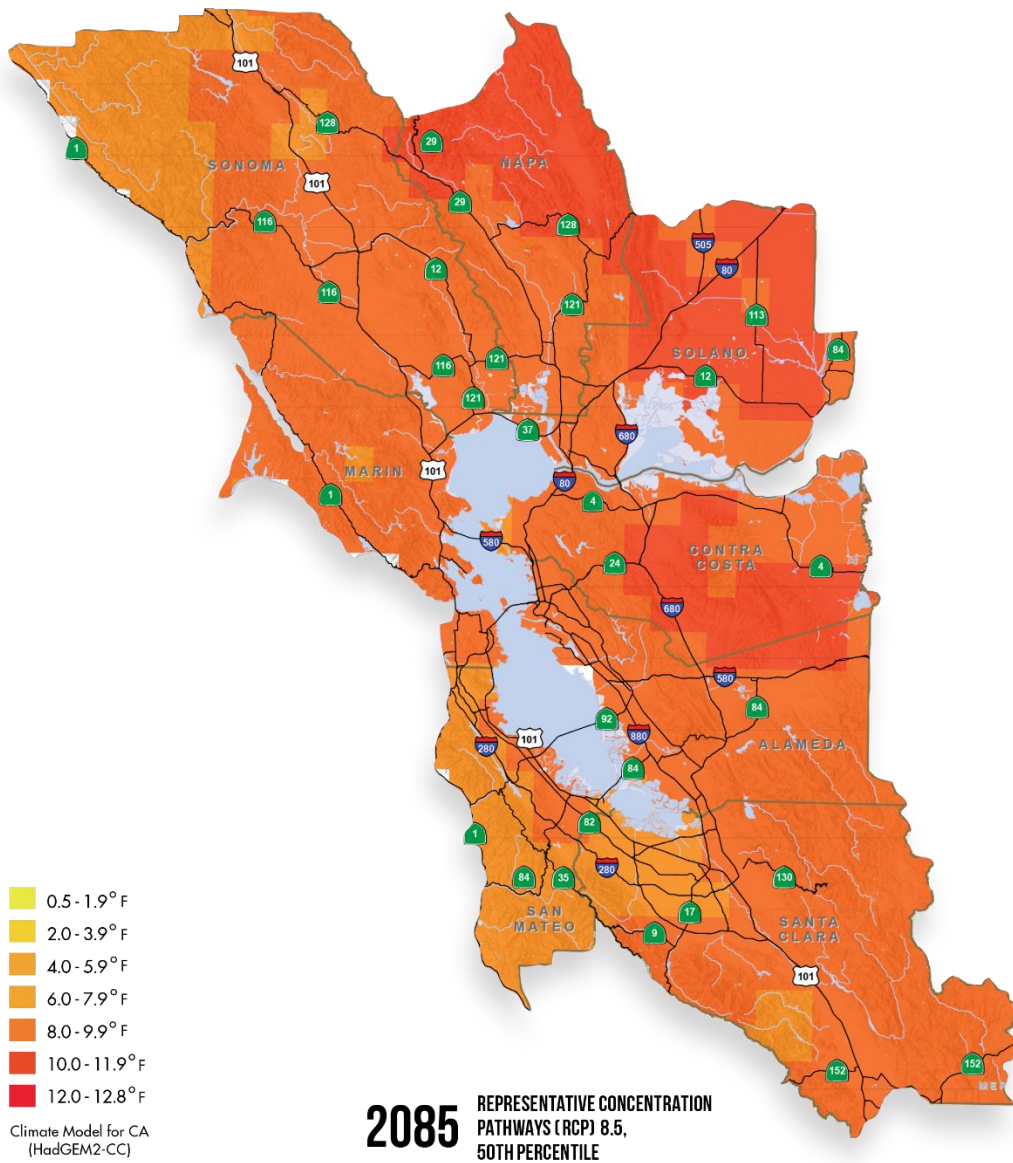 101
128
29
1
SONOMA
NAPA
101
29
116
128
505
80
12
116
121
113
SOLANO
84
116
121
12
121
37
680
MARIN
101
80
1
4
580
CONTRA
COSTA
24
4
680
580
84
92
101
880
280
ALAMEDA
84
82
1
280
84
35
130
17
SAN
MATEO
9
SANTA
CLARA
101
152
152
MER
0.5 - 1.9° F
2.0 - 3.9° F
4.0 - 5.9° F
6.0 - 7.9° F
8.0 - 9.9° F
10.0 - 11.9° F
12.0 - 12.8° F
Climate Model for CA
(HadGEM2-CC)
2085
REPRESENTATIVE CONCENTRATION
PATHWAYS (RCP) 8.5,
50TH PERCENTILE